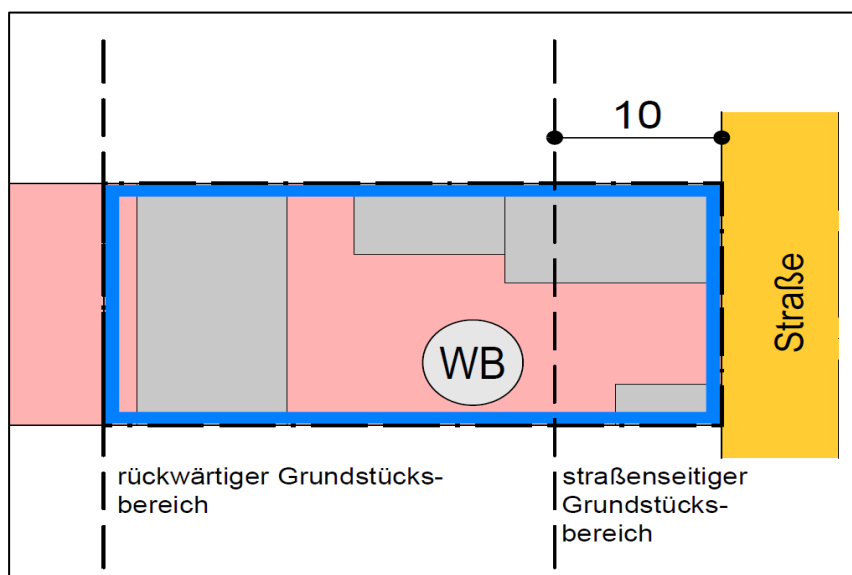 10
Straße
WB
rückwärtiger Grundstücks-
bereich
straßenseitiger
Grundstücks-
bereich